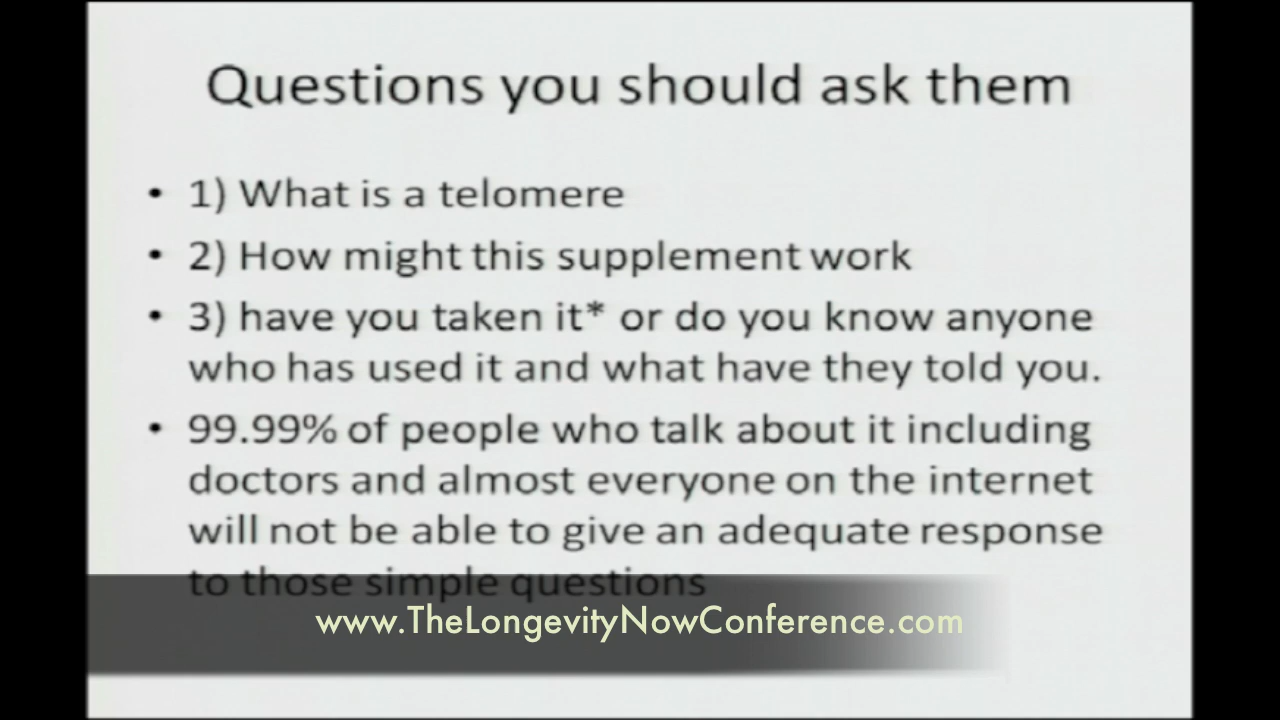 Questions you should ask them
• 1) What is a telomere
• 2) How might this supplement work
• 3) have you taken it* or do you know anyone
who has used it and what have they told you.
• 99.99% of people who talk about it including
doctors and almost everyone on the internet
will not be able to give an adequate response
to those simple questions
www.TheLongevityNowConference.com